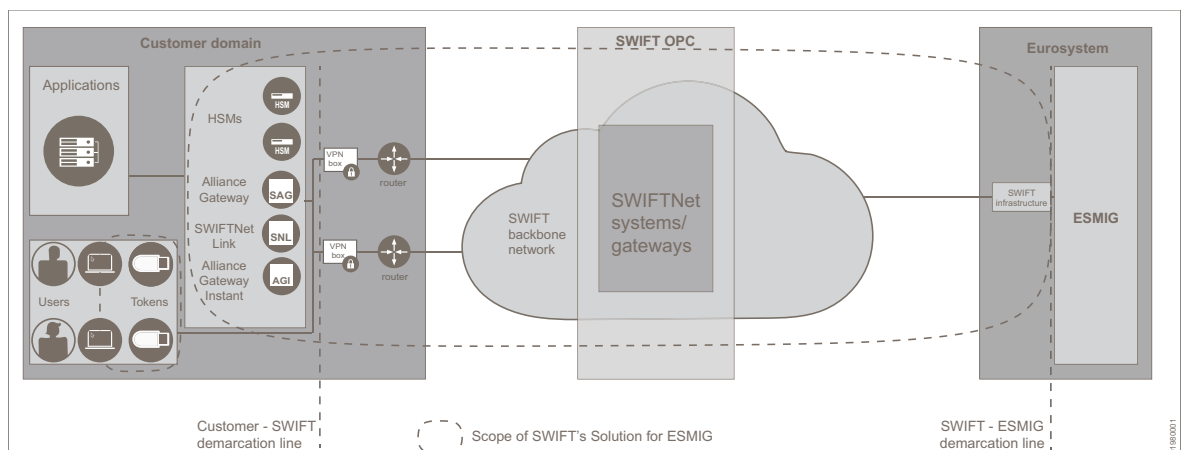 Customer domain
SWIFT OPC
Eurosystem
Applications
HSMs
HSM
HSM
Alliance
Gateway
SAG
SWIFTNet
Link
SNL
Alliance
Gateway
Instant
AGI
Users
Tokens
VPN
box
router
VPN
box
router
SWIFT
backbone
network
SWIFTNet
systems/
gateways
SWIFT
infrastructure
ESMIG
Customer - SWIFT
demarcation line
Scope of SWIFT's Solution for ESMIG
SWIFT - ESMIG
demarcation line